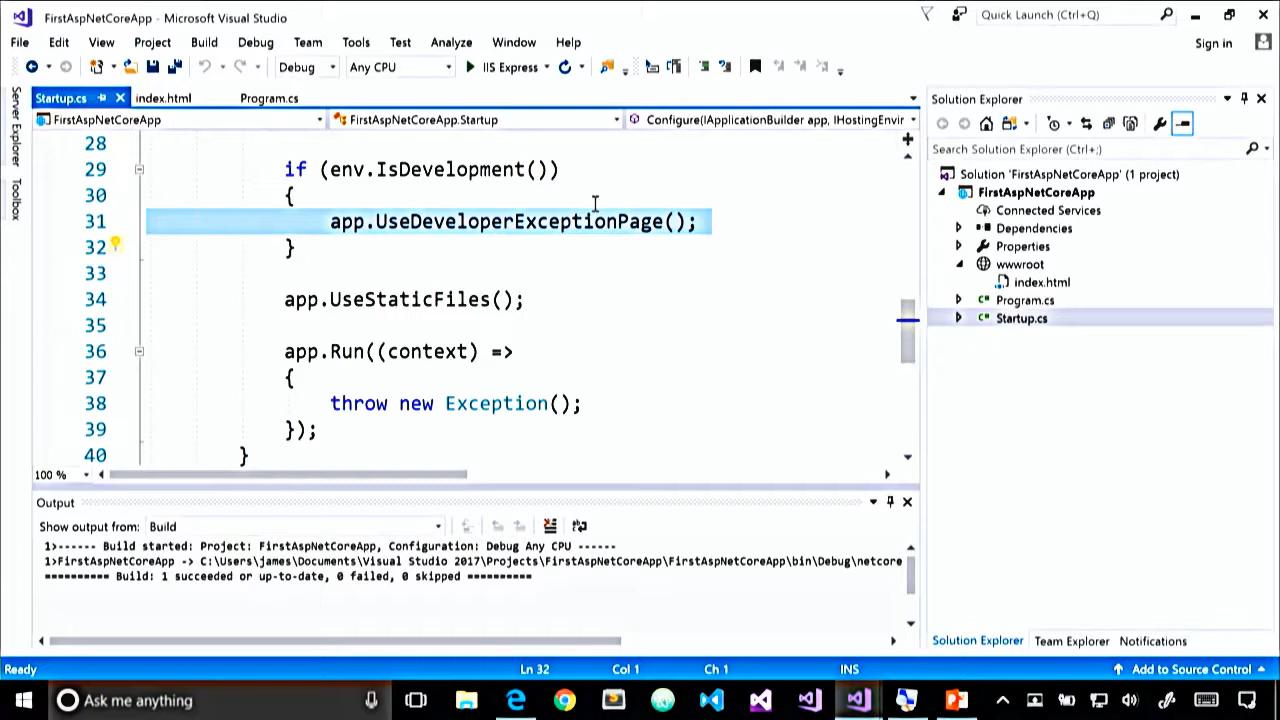 FirstAspNetCoreApp - Microsoft Visual Studio
Quick Launch (Ctrl+Q)
File Edit View Project Build Debug Team Tools Test Analyze Window Help
Sign in
Debug Any CPU IIS Express
Server Explorer
Toolbox
Startup.cs index.html Program.cs
FirstAspNetCoreApp FirstAspNetCoreApp.Startup Configure(IApplicationBuilder app, IHostingEnvir
28
29 if (env.IsDevelopment())
30 {
31 app.UseDeveloperExceptionPage();
32 }
33
34 app.UseStaticFiles();
35
36 app.Run((context) =>
37 {
38 throw new Exception();
39 });
40 }
100 %
Output
Show output from: Build
1>------ Build started: Project: FirstAspNetCoreApp, Configuration: Debug Any CPU ------
1>FirstAspNetCoreApp -> C:\Users\james\Documents\Visual Studio 2017\Projects\FirstAspNetCoreApp\FirstAspNetCoreApp\bin\Debug\netcore
========== Build: 1 succeeded or up-to-date, 0 failed, 0 skipped ==========
Solution Explorer
Search Solution Explorer (Ctrl+;)
Solution 'FirstAspNetCoreApp' (1 project)
FirstAspNetCoreApp
Connected Services
Dependencies
Properties
wwwroot
index.html
C# Program.cs
C# Startup.cs
Solution Explorer Team Explorer Notifications
Ready Ln 32 Col 1 Ch 1 INS Add to Source Control
Ask me anything